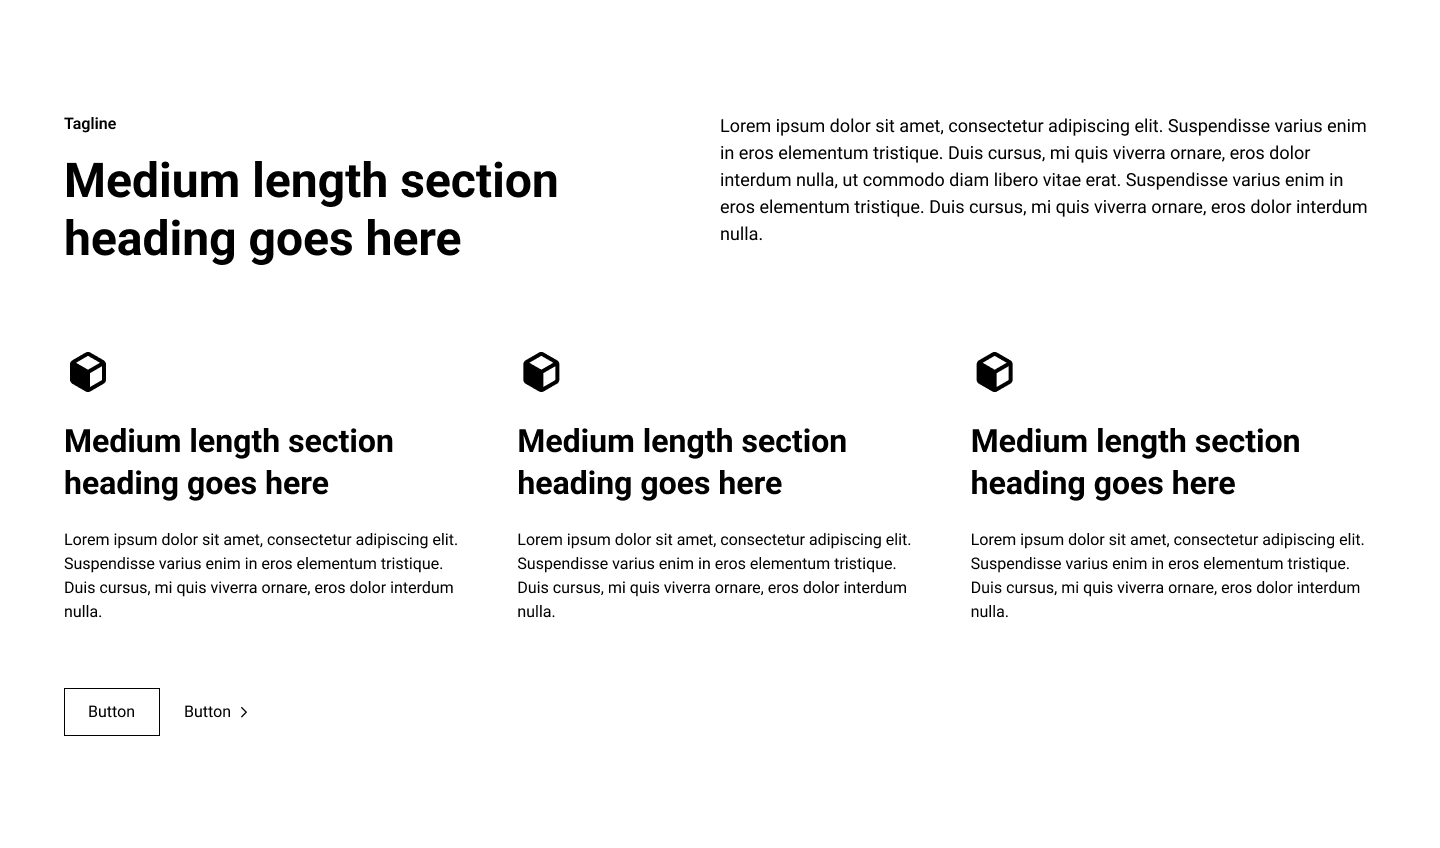 Tagline
Medium length section
heading goes here
Lorem ipsum dolor sit amet, consectetur adipiscing elit. Suspendisse varius enim
in eros elementum tristique. Duis cursus, mi quis viverra ornare, eros dolor
interdum nulla, ut commodo diam libero vitae erat. Suspendisse varius enim in
eros elementum tristique. Duis cursus, mi quis viverra ornare, eros dolor interdum
nulla.
Medium length section
heading goes here
Lorem ipsum dolor sit amet, consectetur adipiscing elit.
Suspendisse varius enim in eros elementum tristique.
Duis cursus, mi quis viverra ornare, eros dolor interdum
nulla.
Medium length section
heading goes here
Lorem ipsum dolor sit amet, consectetur adipiscing elit.
Suspendisse varius enim in eros elementum tristique.
Duis cursus, mi quis viverra ornare, eros dolor interdum
nulla.
Medium length section
heading goes here
Lorem ipsum dolor sit amet, consectetur adipiscing elit.
Suspendisse varius enim in eros elementum tristique.
Duis cursus, mi quis viverra ornare, eros dolor interdum
nulla.
Button
Button